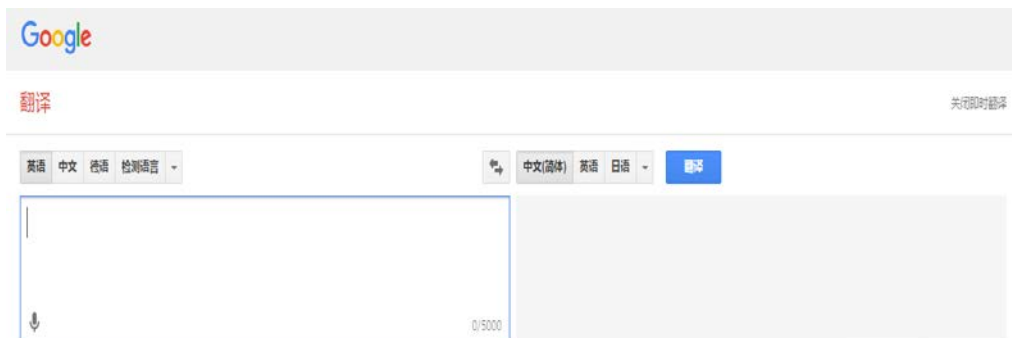 Google
翻译
关闭即时翻译
英语 中文 德语 检测语言
中文(简体) 英语 日语 翻译
0/5000